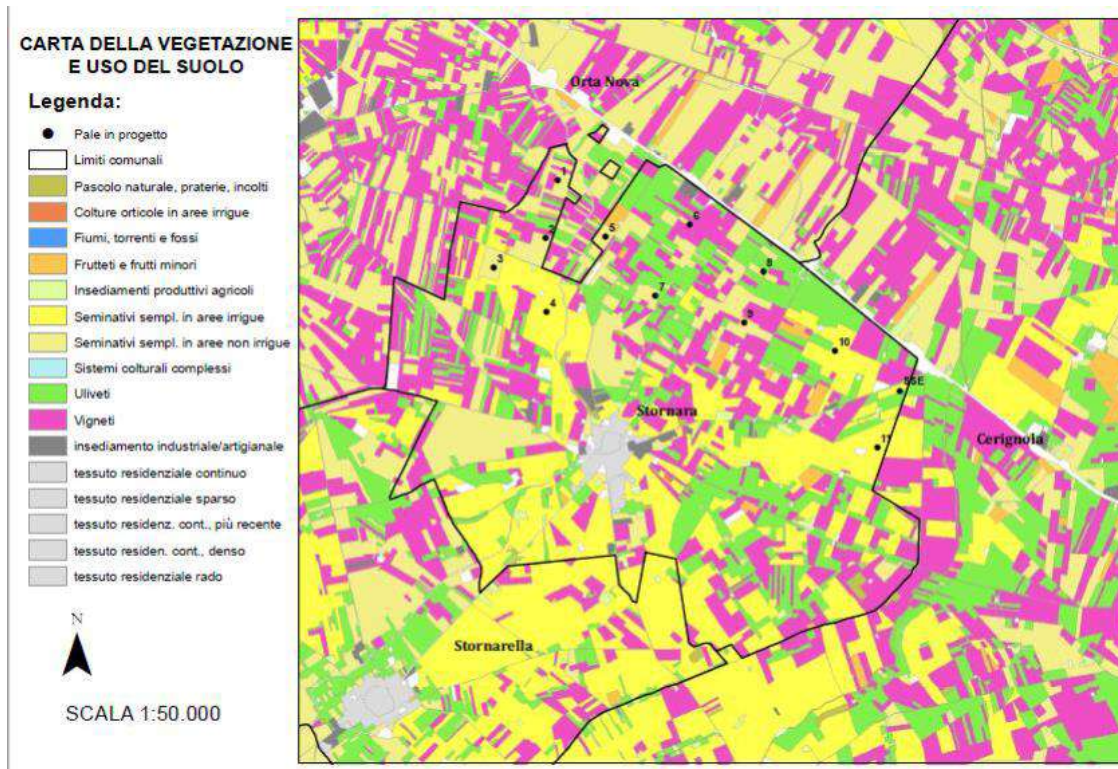 CARTA DELLA VEGETAZIONE
E USO DEL SUOLO
Legenda:
Pale in progetto
Limiti comunali
Pascolo naturale, praterie, incolti
Colture orticole in aree irrigue
Fiumi, torrenti e fossi
Frutteti e frutti minori
Insediamenti produttivi agricoli
Seminativi sempl. in aree irrigue
Seminativi sempl. in aree non irrigue
Sistemi colturali complessi
Uliveti
Vigneti
insediamento industriale/artigianale
tessuto residenziale continuo
tessuto residenziale sparso
tessuto residenz. cont., più recente
tessuto residen. cont., denso
tessuto residenziale rado
N
SCALA 1:50.000
Orta Nova
1
2
3
4
5
6
7
8
9
10
SSE
11
Stornara
Cerignola
Stornarella